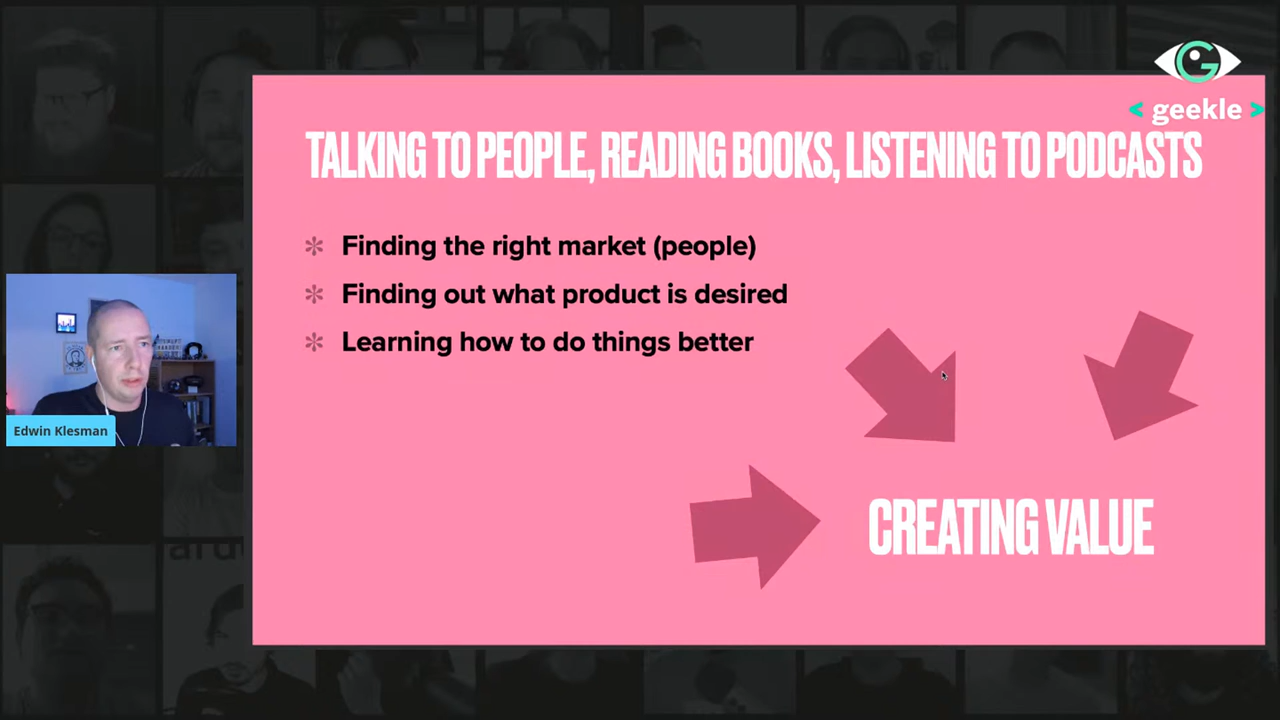 < geekle >
TALKING TO PEOPLE, READING BOOKS, LISTENING TO PODCASTS
* Finding the right market (people)
* Finding out what product is desired
* Learning how to do things better
Edwin Klesman
CREATING VALUE